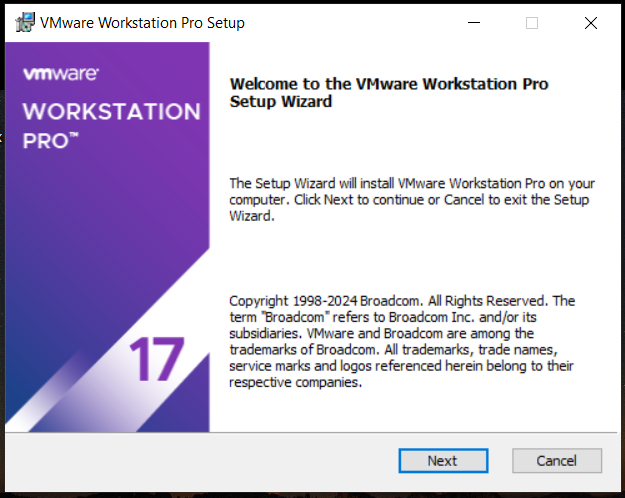 VMware Workstation Pro Setup
vmware®
WORKSTATION
PRO™
17
Welcome to the VMware Workstation Pro
Setup Wizard
The Setup Wizard will install VMware Workstation Pro on your
computer. Click Next to continue or Cancel to exit the Setup
Wizard.
Copyright 1998-2024 Broadcom. All Rights Reserved. The
term "Broadcom" refers to Broadcom Inc. and/or its
subsidiaries. VMware and Broadcom are among the
trademarks of Broadcom. All trademarks, trade names,
service marks and logos referenced herein belong to their
respective companies.
Next
Cancel